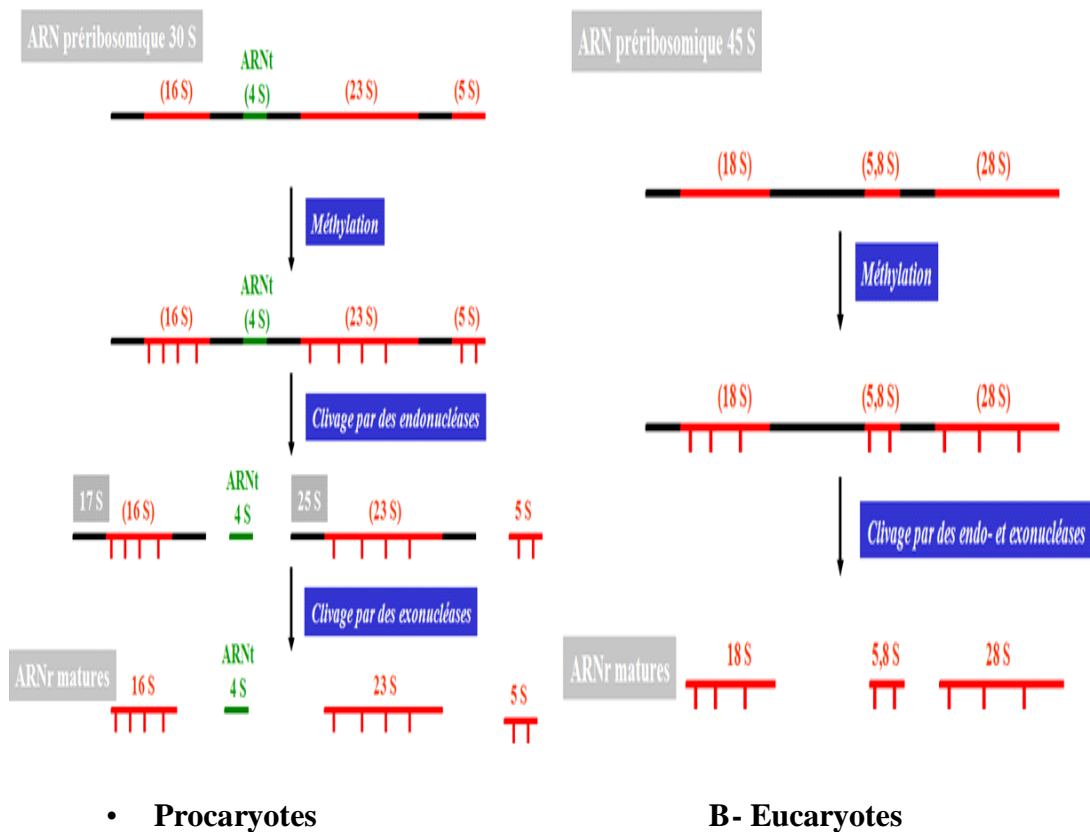 ARN préribosomique 30 S
ARNt
(16 S) (4 S) (23 S) (5 S)
Méthylation
ARNt
(16 S) (4 S) (23 S) (5 S)
Clivage par des endonucléases
17 S (16 S) ARNt 4 S 25 S (23 S) 5 S
Clivage par des exonucléases
ARNr matures 16 S ARNt 4 S 23 S 5 S
• Procaryotes
ARN préribosomique 45 S
(18 S) (5,8 S) (28 S)
Méthylation
(18 S) (5,8 S) (28 S)
Clivage par des endo- et exonucléases
ARNr matures 18 S 5,8 S 28 S
B- Eucaryotes